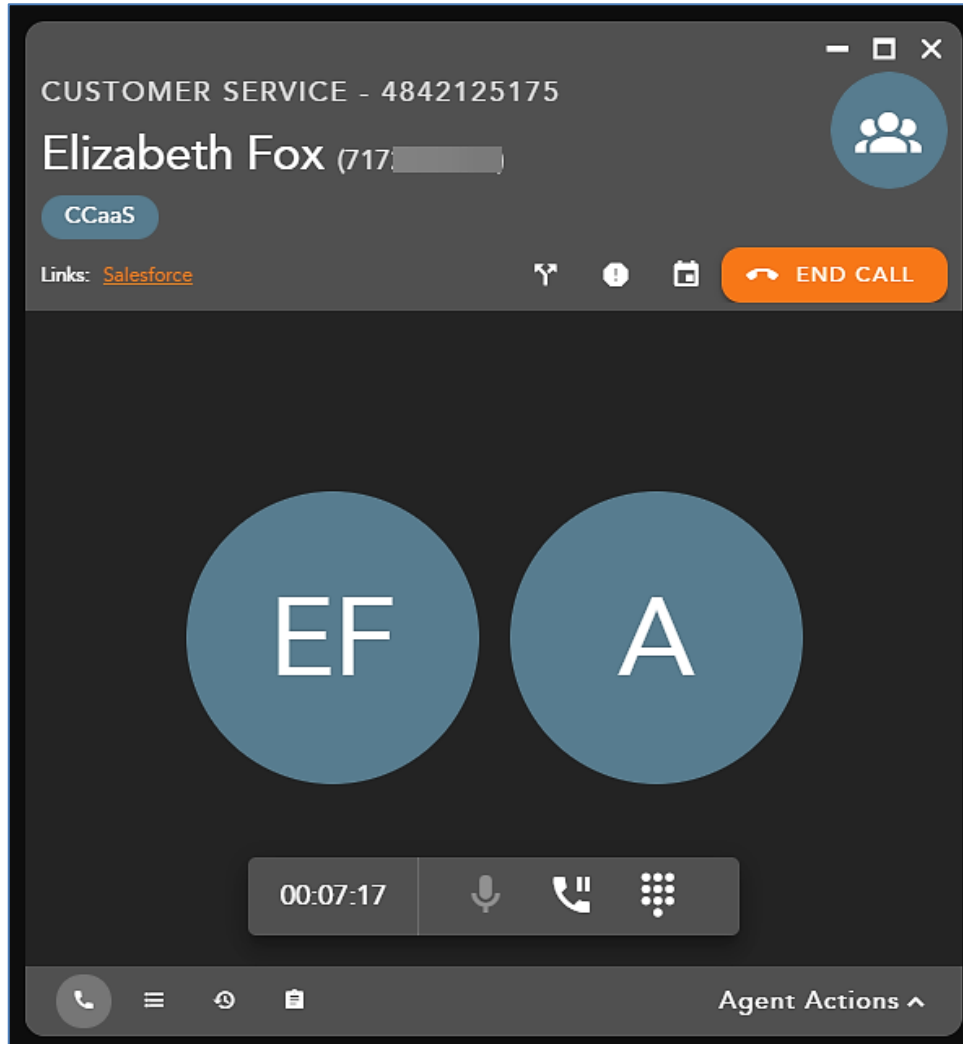 CUSTOMER SERVICE - 4842125175
Elizabeth Fox (717
CCaaS
Links: Salesforce
END CALL
EF A
00:07:17
Agent Actions